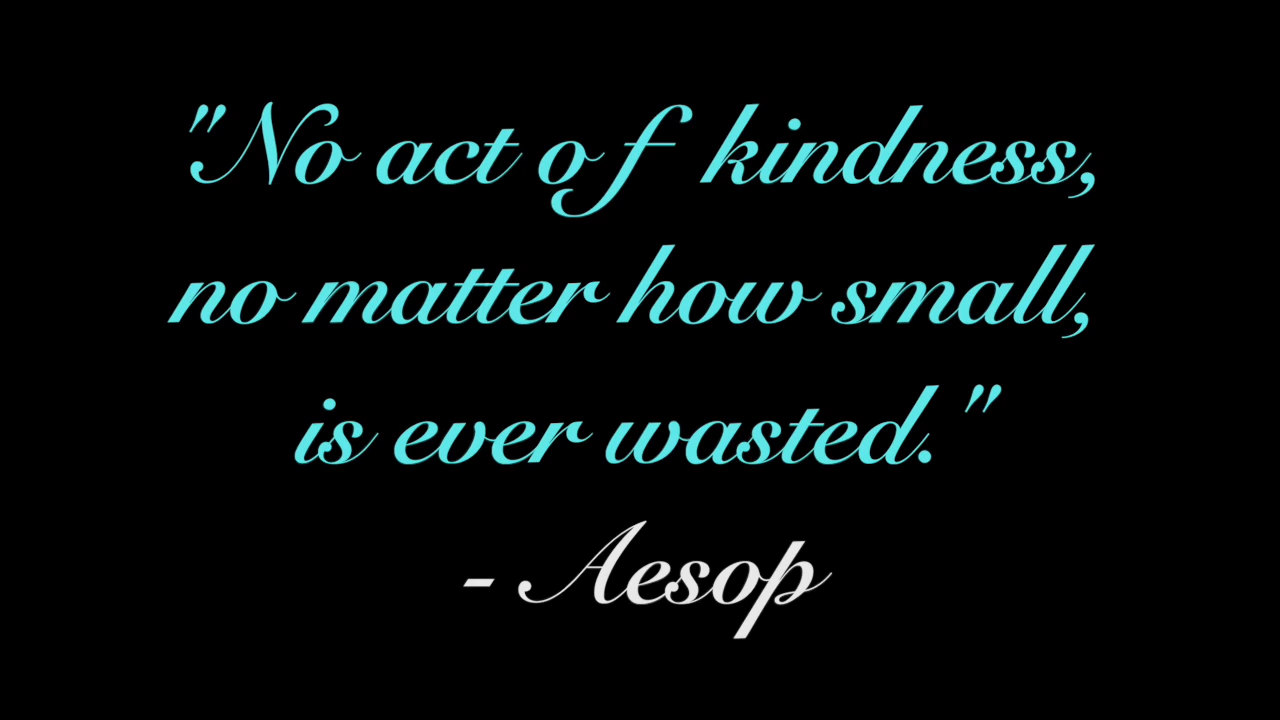 "No act of kindness,
no matter how small,
is ever wasted."
- Aesop